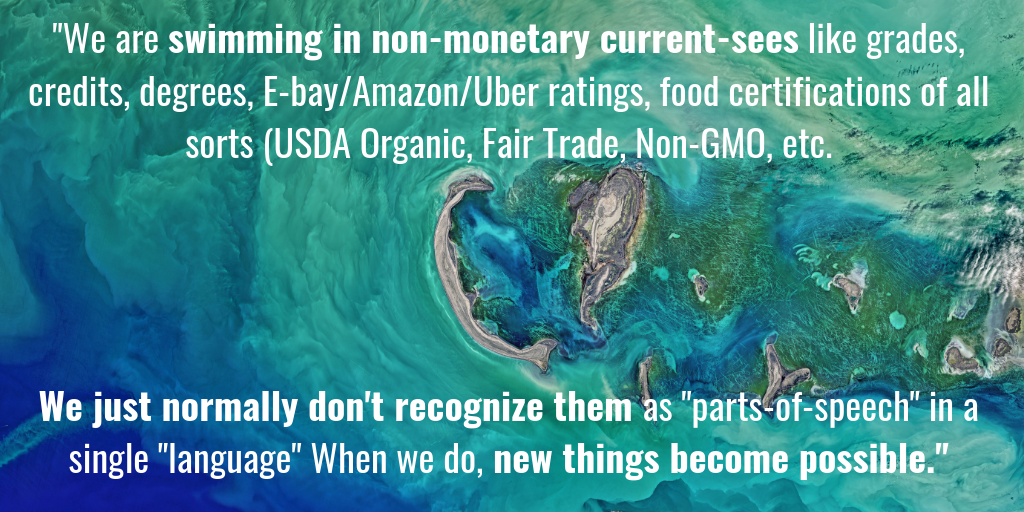 "We are swimming in non-monetary current-sees like grades,
credits, degrees, E-bay/Amazon/Uber ratings, food certifications of all
sorts (USDA Organic, Fair Trade, Non-GMO, etc.
We just normally don't recognize them as "parts-of-speech" in a
single "language" When we do, new things become possible."